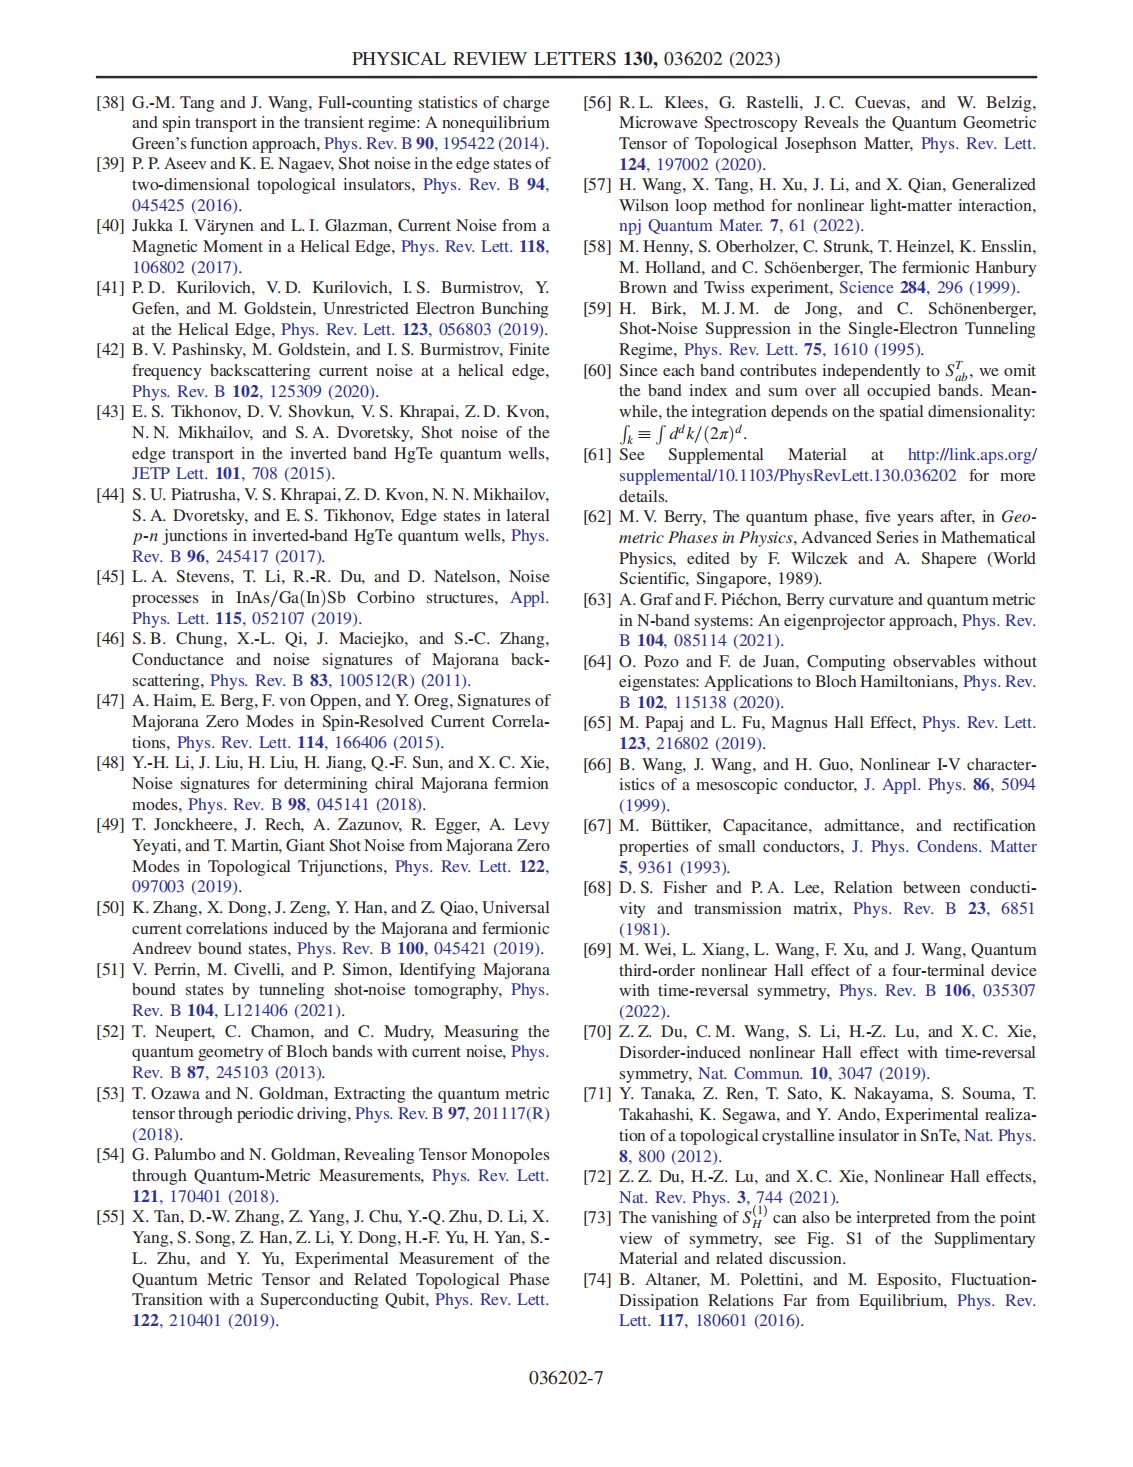 PHYSICAL REVIEW LETTERS 130, 036202 (2023)
[38] G.-M. Tang and J. Wang, Full-counting statistics of charge
and spin transport in the transient regime: A nonequilibrium
Green's function approach, Phys. Rev. B 90, 195422 (2014).
[39] P. P. Aseev and K. E. Nagaev, Shot noise in the edge states of
two-dimensional topological insulators, Phys. Rev. B 94,
045425 (2016).
[40] Jukka I. Värynen and L. I. Glazman, Current Noise from a
Magnetic Moment in a Helical Edge, Phys. Rev. Lett. 118,
106802 (2017).
[41] P. D. Kurilovich, V. D. Kurilovich, I. S. Burmistrov, Y.
Gefen, and M. Goldstein, Unrestricted Electron Bunching
at the Helical Edge, Phys. Rev. Lett. 123, 056803 (2019).
[42] B. V. Pashinsky, M. Goldstein, and I. S. Burmistrov, Finite
frequency backscattering current noise at a helical edge,
Phys. Rev. B 102, 125309 (2020).
[43] E. S. Tikhonov, D. V. Shovkun, V. S. Khrapai, Z. D. Kvon,
N. N. Mikhailov, and S. A. Dvoretsky, Shot noise of the
edge transport in the inverted band HgTe quantum wells,
JETP Lett. 101, 708 (2015).
[44] S. U. Piatrusha, V. S. Khrapai, Z. D. Kvon, N. N. Mikhailov,
S. A. Dvoretsky, and E. S. Tikhonov, Edge states in lateral
p-n junctions in inverted-band HgTe quantum wells, Phys.
Rev. B 96, 245417 (2017).
[45] L. A. Stevens, T. Li, R.-R. Du, and D. Natelson, Noise
processes in InAs/Ga(In)Sb Corbino structures, Appl.
Phys. Lett. 115, 052107 (2019).
[46] S. B. Chung, X.-L. Qi, J. Maciejko, and S.-C. Zhang,
Conductance and noise signatures of Majorana back-
scattering, Phys. Rev. B 83, 100512(R) (2011).
[47] A. Haim, E. Berg, F. von Oppen, and Y. Oreg, Signatures of
Majorana Zero Modes in Spin-Resolved Current Correla-
tions, Phys. Rev. Lett. 114, 166406 (2015).
[48] Y.-H. Li, J. Liu, H. Liu, H. Jiang, Q.-F. Sun, and X. C. Xie,
Noise signatures for determining chiral Majorana fermion
modes, Phys. Rev. B 98, 045141 (2018).
[49] T. Jonckheere, J. Rech, A. Zazunov, R. Egger, A. Levy
Yeyati, and T. Martin, Giant Shot Noise from Majorana Zero
Modes in Topological Trijunctions, Phys. Rev. Lett. 122,
097003 (2019).
[50] K. Zhang, X. Dong, J. Zeng, Y. Han, and Z. Qiao, Universal
current correlations induced by the Majorana and fermionic
Andreev bound states, Phys. Rev. B 100, 045421 (2019).
[51] V. Perrin, M. Civelli, and P. Simon, Identifying Majorana
bound states by tunneling shot-noise tomography, Phys.
Rev. B 104, L121406 (2021).
[52] T. Neupert, C. Chamon, and C. Mudry, Measuring the
quantum geometry of Bloch bands with current noise, Phys.
Rev. B 87, 245103 (2013).
[53] T. Ozawa and N. Goldman, Extracting the quantum metric
tensor through periodic driving, Phys. Rev. B 97, 201117(R)
(2018).
[54] G. Palumbo and N. Goldman, Revealing Tensor Monopoles
through Quantum-Metric Measurements, Phys. Rev. Lett.
121, 170401 (2018).
[55] X. Tan, D.-W. Zhang, Z. Yang, J. Chu, Y.-Q. Zhu, D. Li, X.
Yang, S. Song, Z. Han, Z. Li, Y. Dong, H.-F. Yu, H. Yan, S.-
L. Zhu, and Y. Yu, Experimental Measurement of the
Quantum Metric Tensor and Related Topological Phase
Transition with a Superconducting Qubit, Phys. Rev. Lett.
122, 210401 (2019).
[56] R. L. Klees, G. Rastelli, J. C. Cuevas, and W. Belzig,
Microwave Spectroscopy Reveals the Quantum Geometric
Tensor of Topological Josephson Matter, Phys. Rev. Lett.
124, 197002 (2020).
[57] H. Wang, X. Tang, H. Xu, J. Li, and X. Qian, Generalized
Wilson loop method for nonlinear light-matter interaction,
npj Quantum Mater. 7, 61 (2022).
[58] M. Henny, S. Oberholzer, C. Strunk, T. Heinzel, K. Ensslin,
M. Holland, and C. Schöenberger, The fermionic Hanbury
Brown and Twiss experiment, Science 284, 296 (1999).
[59] H. Birk, M. J. M. de Jong, and C. Schönenberger,
Shot-Noise Suppression in the Single-Electron Tunneling
Regime, Phys. Rev. Lett. 75, 1610 (1995).
[60] Since each band contributes independently to S^T_{ab}, we omit
the band index and sum over all occupied bands. Mean-
while, the integration depends on the spatial dimensionality:
∫_k ≡ ∫ d^d k/(2π)^d.
[61] See Supplemental Material at http://link.aps.org/
supplemental/10.1103/PhysRevLett.130.036202 for more
details.
[62] M. V. Berry, The quantum phase, five years after, in Geo-
metric Phases in Physics, Advanced Series in Mathematical
Physics, edited by F. Wilczek and A. Shapere (World
Scientific, Singapore, 1989).
[63] A. Graf and F. Piéchon, Berry curvature and quantum metric
in N-band systems: An eigenprojector approach, Phys. Rev.
B 104, 085114 (2021).
[64] O. Pozo and F. de Juan, Computing observables without
eigenstates: Applications to Bloch Hamiltonians, Phys. Rev.
B 102, 115138 (2020).
[65] M. Papaj and L. Fu, Magnus Hall Effect, Phys. Rev. Lett.
123, 216802 (2019).
[66] B. Wang, J. Wang, and H. Guo, Nonlinear I-V character-
istics of a mesoscopic conductor, J. Appl. Phys. 86, 5094
(1999).
[67] M. Büttiker, Capacitance, admittance, and rectification
properties of small conductors, J. Phys. Condens. Matter
5, 9361 (1993).
[68] D. S. Fisher and P. A. Lee, Relation between conducti-
vity and transmission matrix, Phys. Rev. B 23, 6851
(1981).
[69] M. Wei, L. Xiang, L. Wang, F. Xu, and J. Wang, Quantum
third-order nonlinear Hall effect of a four-terminal device
with time-reversal symmetry, Phys. Rev. B 106, 035307
(2022).
[70] Z. Z. Du, C. M. Wang, S. Li, H.-Z. Lu, and X. C. Xie,
Disorder-induced nonlinear Hall effect with time-reversal
symmetry, Nat. Commun. 10, 3047 (2019).
[71] Y. Tanaka, Z. Ren, T. Sato, K. Nakayama, S. Souma, T.
Takahashi, K. Segawa, and Y. Ando, Experimental realiza-
tion of a topological crystalline insulator in SnTe, Nat. Phys.
8, 800 (2012).
[72] Z. Z. Du, H.-Z. Lu, and X. C. Xie, Nonlinear Hall effects,
Nat. Rev. Phys. 3, 744 (2021).
[73] The vanishing of S_H^{(1)} can also be interpreted from the point
view of symmetry, see Fig. S1 of the Supplimentary
Material and related discussion.
[74] B. Altaner, M. Polettini, and M. Esposito, Fluctuation-
Dissipation Relations Far from Equilibrium, Phys. Rev.
Lett. 117, 180601 (2016).
036202-7